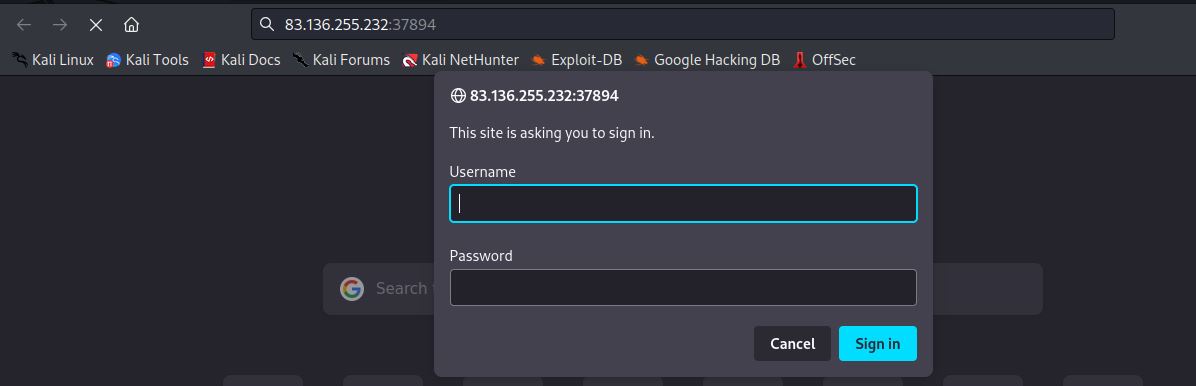 83.136.255.232:37894
Kali Linux Kali Tools Kali Docs Kali Forums Kali NetHunter Exploit-DB Google Hacking DB OffSec
83.136.255.232:37894
This site is asking you to sign in.
Username
Password
Search
Cancel Sign in